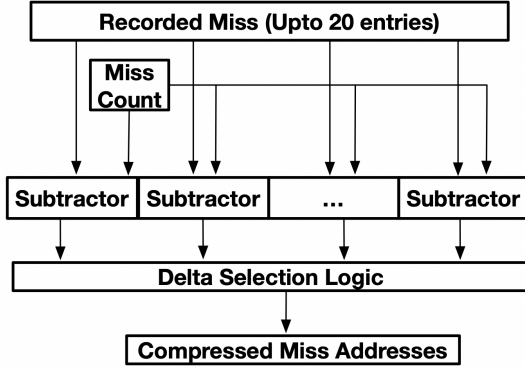 Recorded Miss (Upto 20 entries)
Miss
Count
Subtractor Subtractor ... Subtractor
Delta Selection Logic
Compressed Miss Addresses